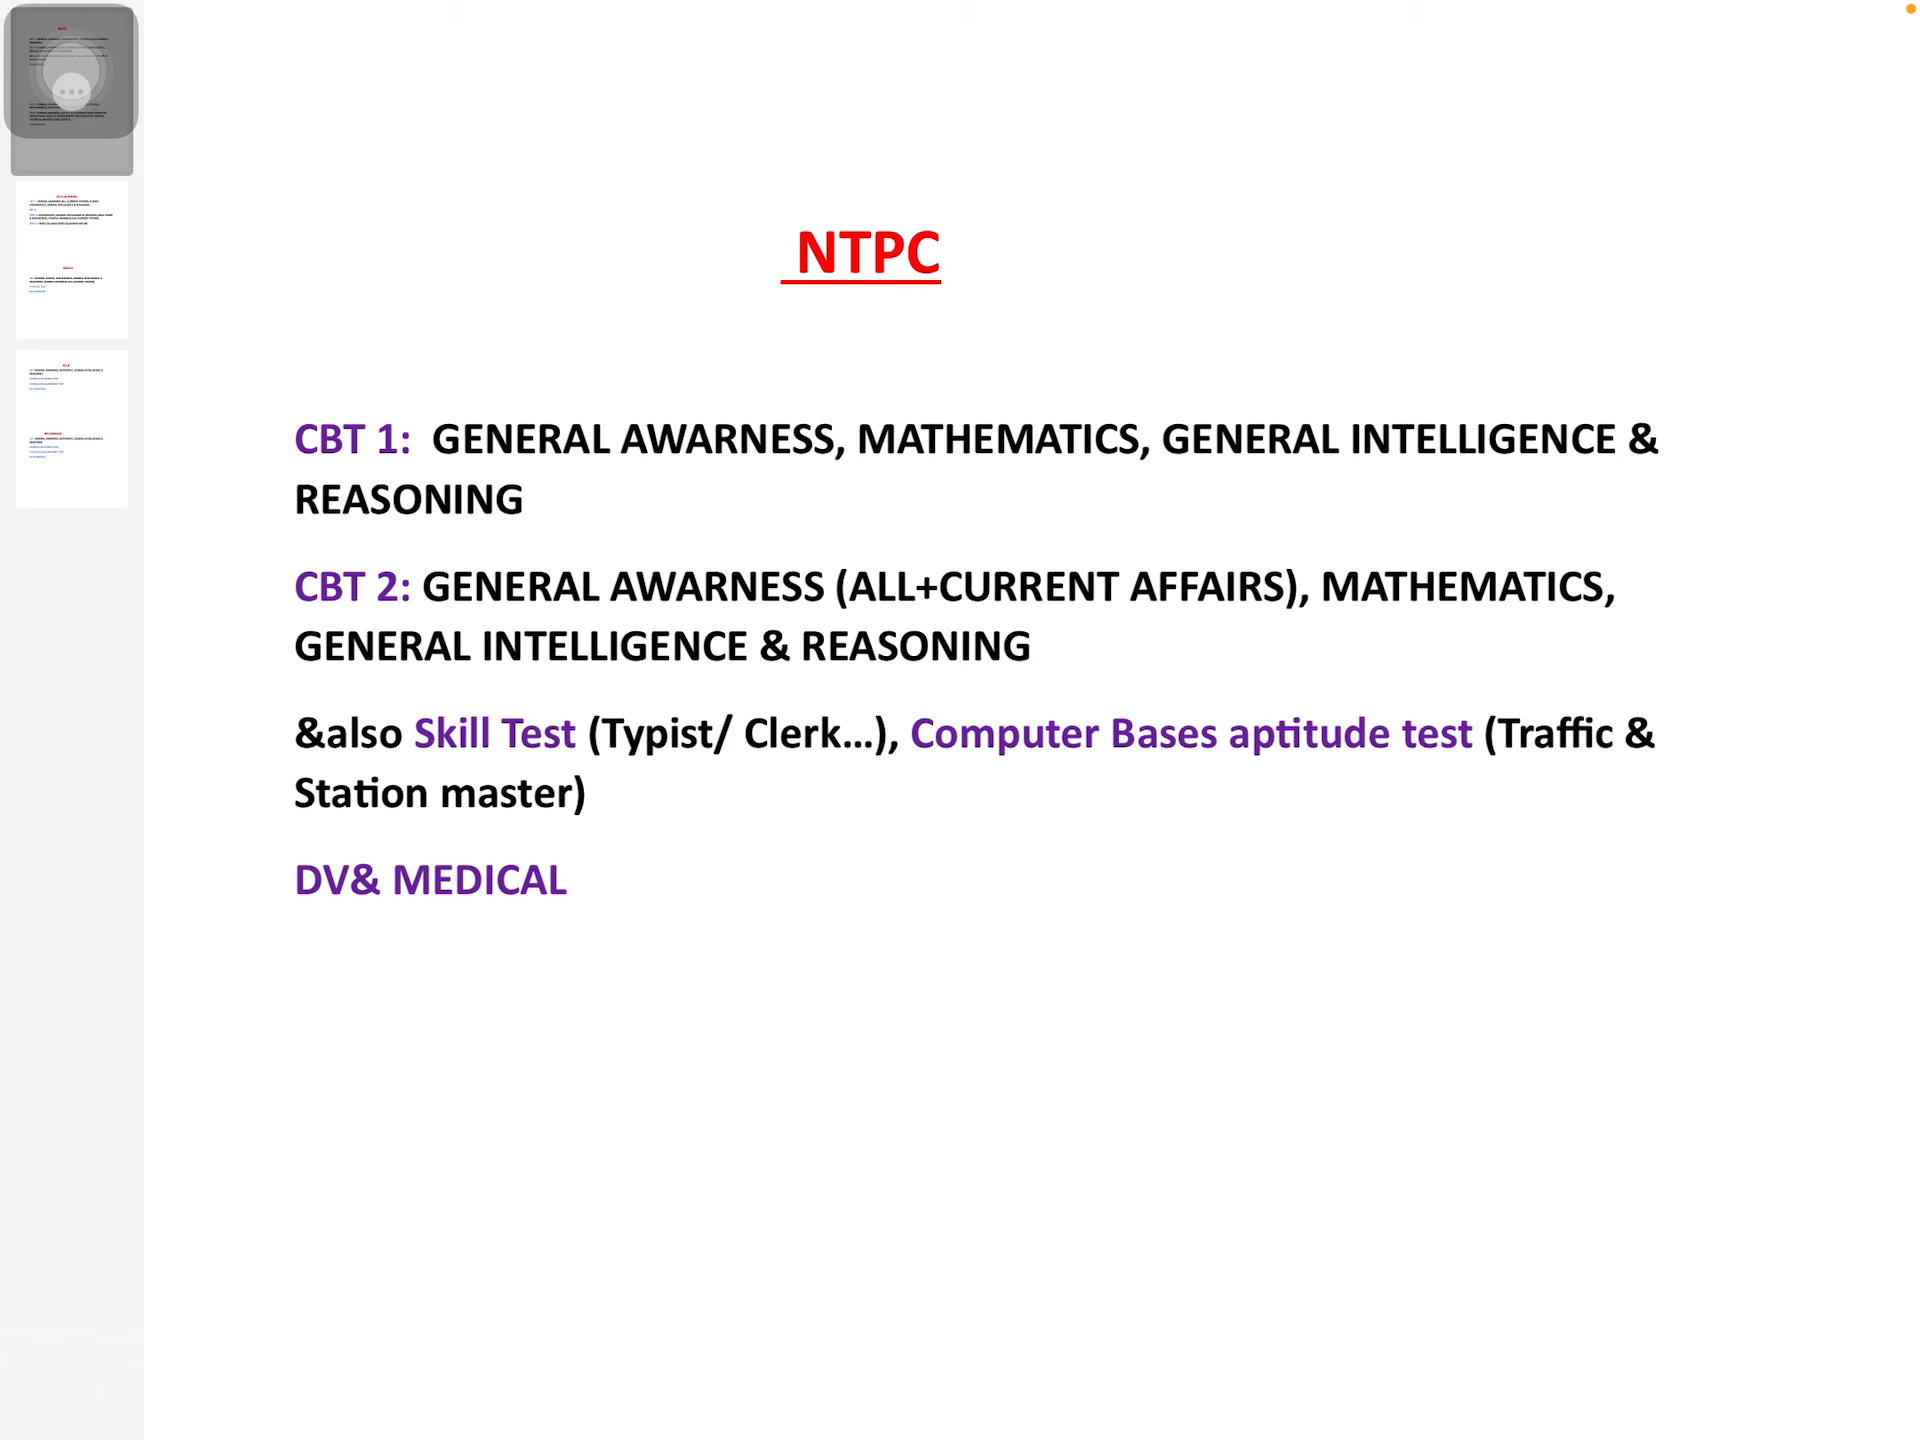 NTPC
CBT 1: GENERAL AWARNESS, MATHEMATICS, GENERAL INTELLIGENCE &
REASONING
CBT 2: GENERAL AWARNESS (ALL+CURRENT AFFAIRS), MATHEMATICS,
GENERAL INTELLIGENCE & REASONING
&also Skill Test (Typist/ Clerk...), Computer Bases aptitude test (Traffic &
Station master)
DV& MEDICAL